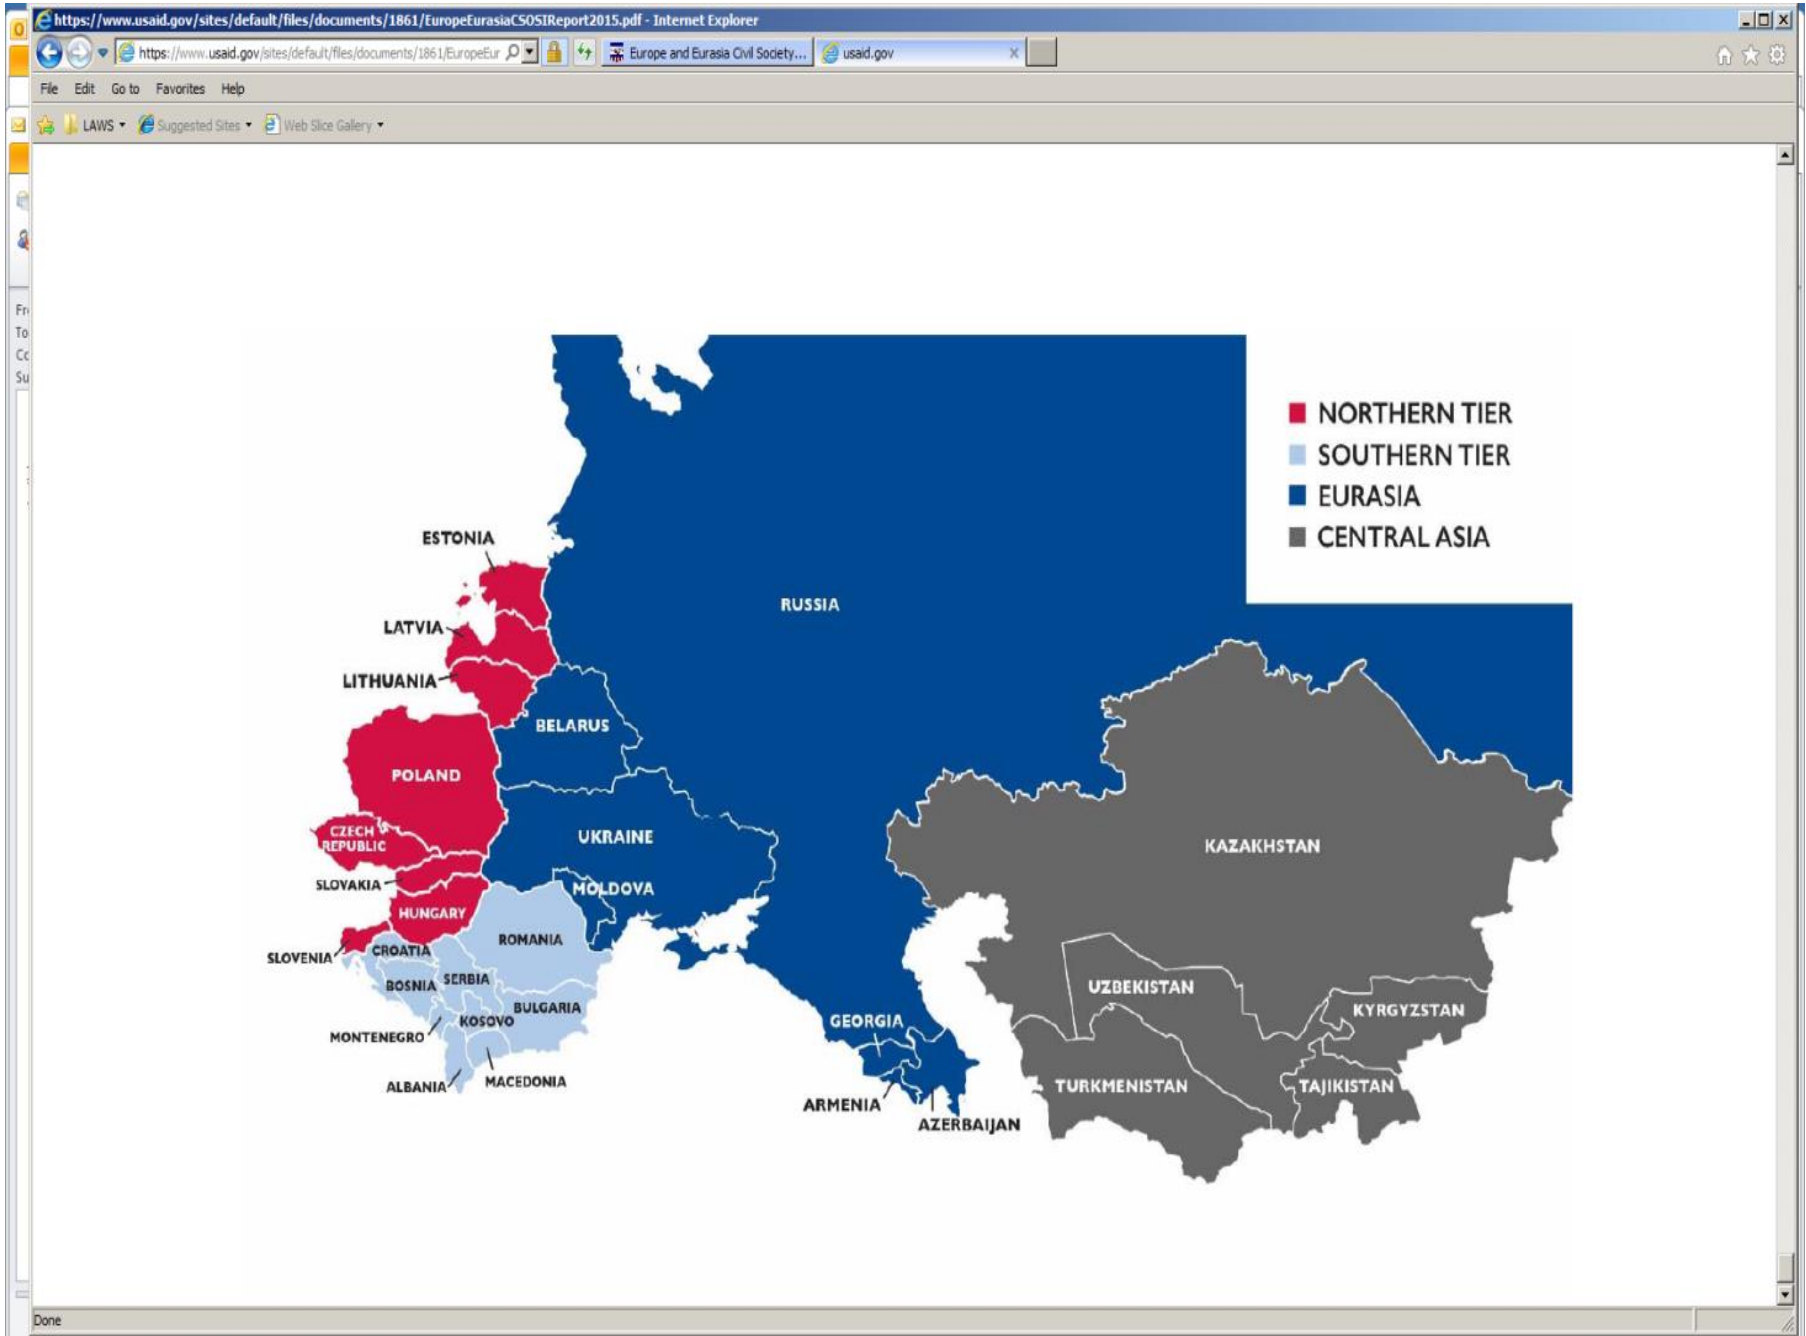 https://www.usaid.gov/sites/default/files/documents/1861/EuropeEurasiaCSOSIReport2015.pdf - Internet Explorer
https://www.usaid.gov/sites/default/files/documents/1861/EuropeEur
Europe and Eurasia Civil Society...
usaid.gov
File Edit Go to Favorites Help
LAWS
Suggested Sites
Web Slice Gallery
To
Su
NORTHERN TIER
SOUTHERN TIER
EURASIA
CENTRAL ASIA
ESTONIA
RUSSIA
LATVIA
LITHUANIA
BELARUS
POLAND
UKRAINE
CZECH
REPUBLIC
KAZAKHSTAN
SLOVAKIA
MOLDOVA
HUNGARY
ROMANIA
CROATIA
SLOVENIA
SERBIA
BOSNIA
UZBEKISTAN
BULGARIA
KYRGYZSTAN
KOSOVO
GEORGIA
MONTENEGRO
MACEDONIA
ALBANIA
TURKMENISTAN
TAJIKISTAN
ARMENIA
AZERBAIJAN
Done